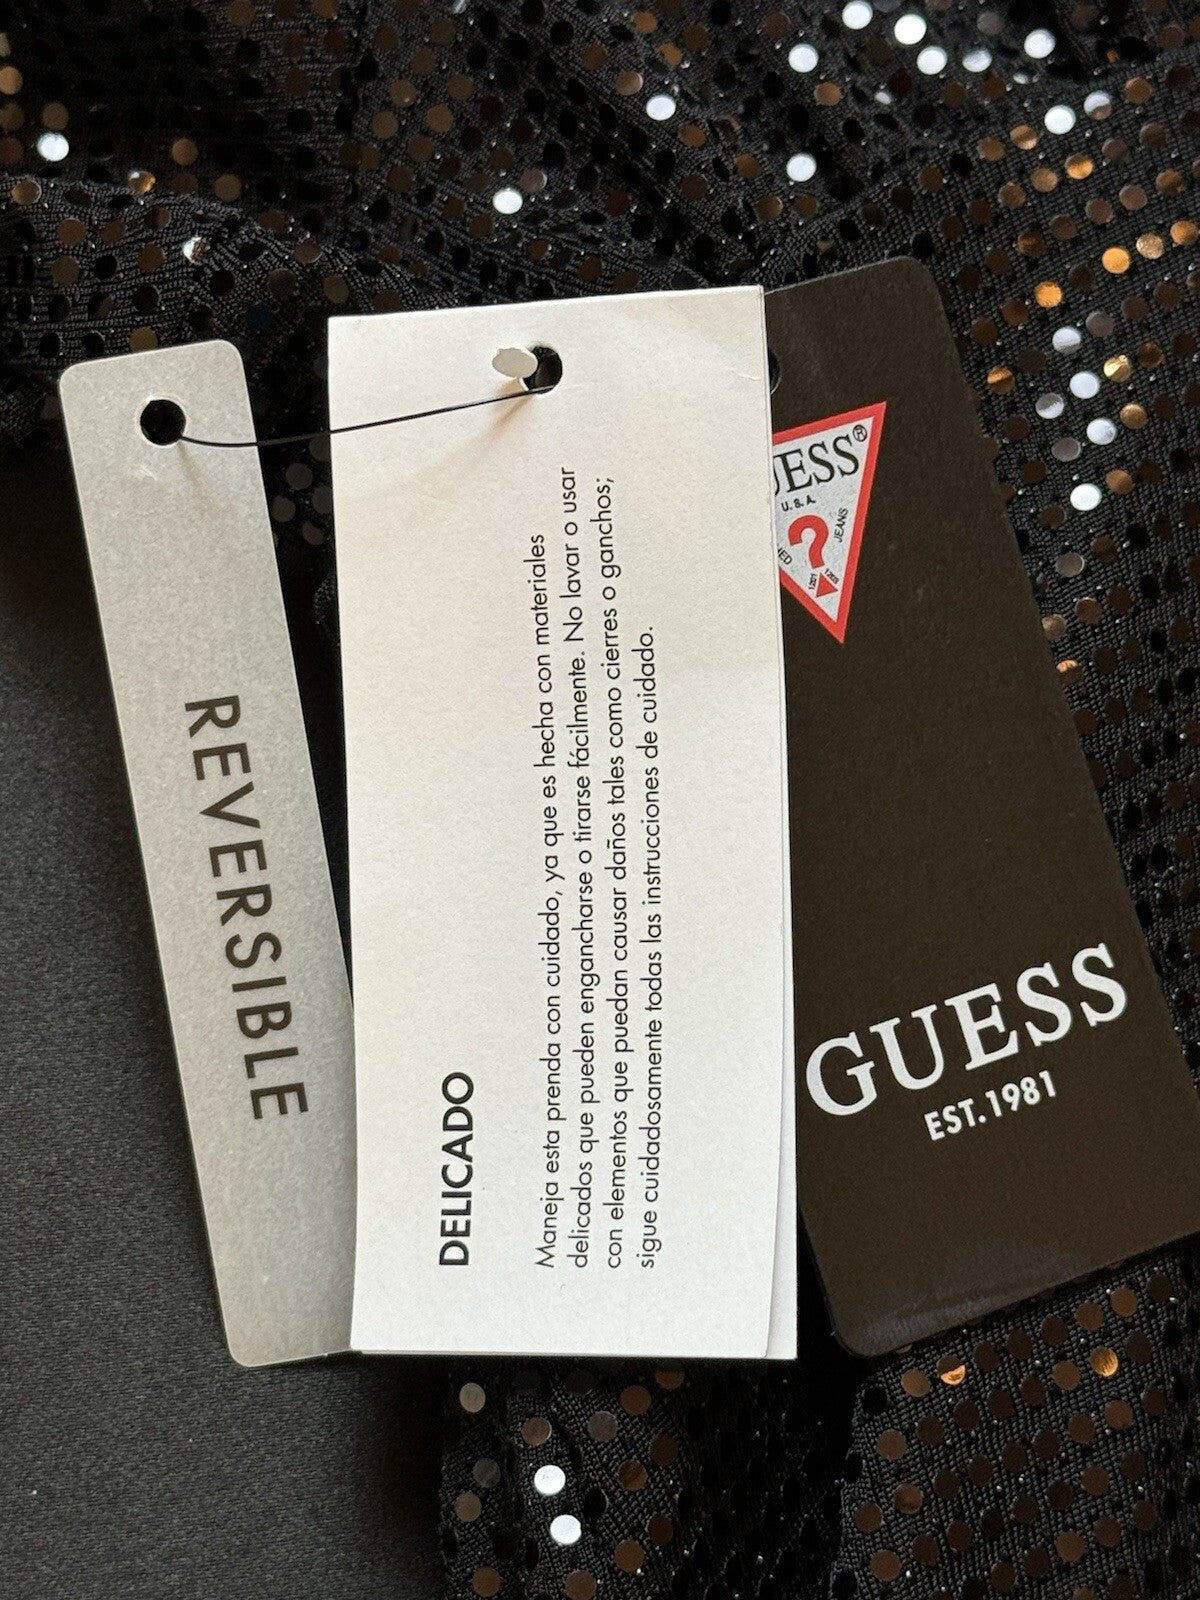 REVERSIBLE
DELICADO
Maneja esta prenda con cuidado, ya que es hecha con materiales
delicados que pueden engancharse o tirarse fácilmente. No lavar o usar
con elementos que puedan causar daños tales como cierres o ganchos;
sigue cuidadosamente todas las instrucciones de cuidado.
U.S.A.
?
JEANS
GUESS
EST.1981